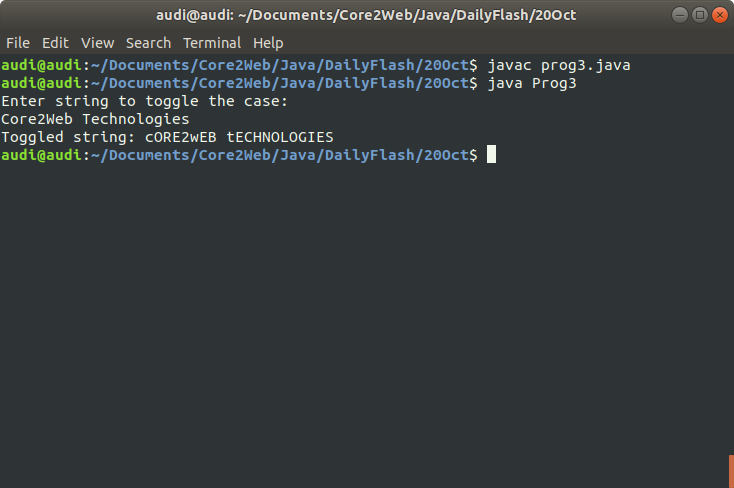 audi@audi: ~/Documents/Core2Web/Java/DailyFlash/20Oct
File Edit View Search Terminal Help
audi@audi:~/Documents/Core2Web/Java/DailyFlash/20Oct$ javac prog3.java
audi@audi:~/Documents/Core2Web/Java/DailyFlash/20Oct$ java Prog3
Enter string to toggle the case:
Core2Web Technologies
Toggled string: cORE2wEB tECHNOLOGIES
audi@audi:~/Documents/Core2Web/Java/DailyFlash/20Oct$